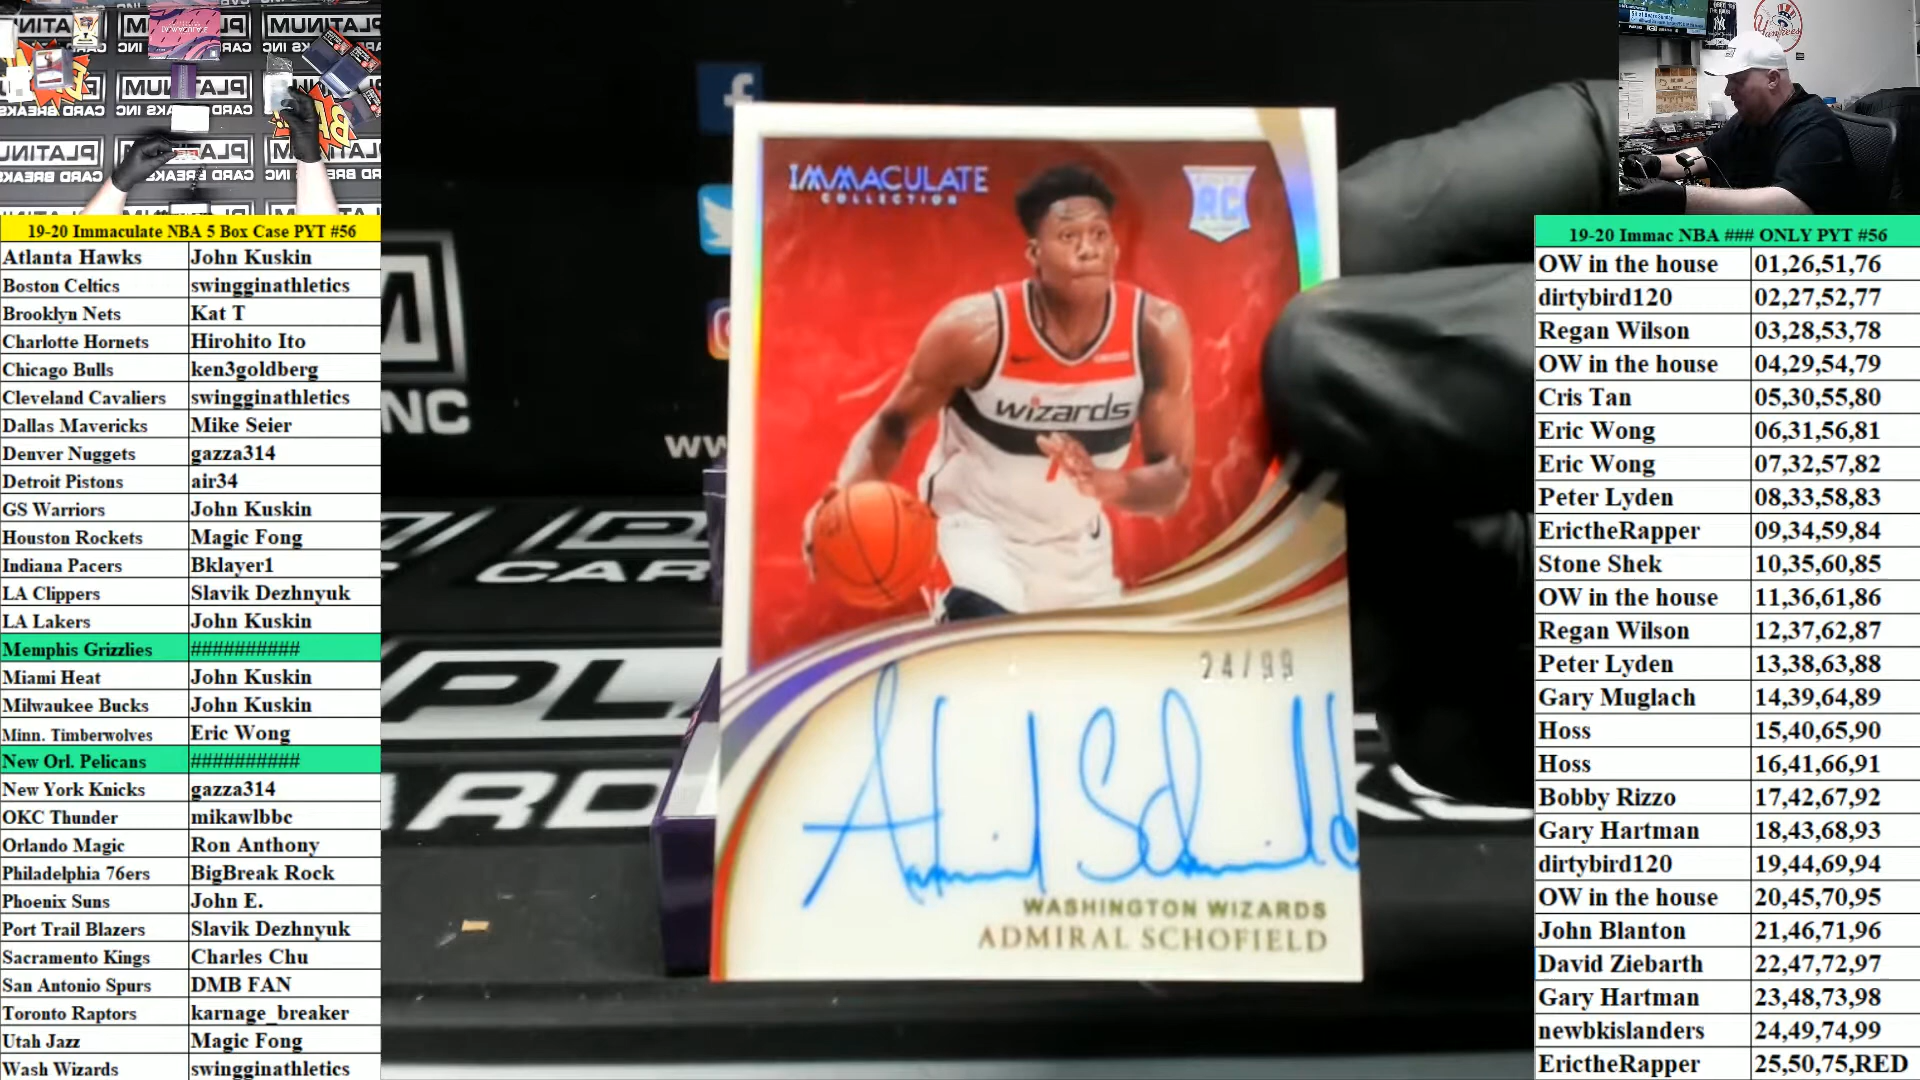 19-20 Immaculate NBA 5 Box Case PYT #56
Atlanta Hawks John Kuskin
Boston Celtics swingginathletics
Brooklyn Nets Kat T
Charlotte Hornets Hirohito Ito
Chicago Bulls ken3goldberg
Cleveland Cavaliers swingginathletics
Dallas Mavericks Mike Seier
Denver Nuggets gazza314
Detroit Pistons air34
GS Warriors John Kuskin
Houston Rockets Magic Fong
Indiana Pacers Bklayer1
LA Clippers Slavik Dezhnyuk
LA Lakers John Kuskin
Memphis Grizzlies ###########
Miami Heat John Kuskin
Milwaukee Bucks John Kuskin
Minn. Timberwolves Eric Wong
New Orl. Pelicans ###########
New York Knicks gazza314
OKC Thunder mikawlbbc
Orlando Magic Ron Anthony
Philadelphia 76ers BigBreak Rock
Phoenix Suns John E.
Port Trail Blazers Slavik Dezhnyuk
Sacramento Kings Charles Chu
San Antonio Spurs DMB FAN
Toronto Raptors karnage_breaker
Utah Jazz Magic Fong
Wash Wizards swingginathletics
IMMACULATE
COLLECTION
RC
wizards
24/99
Admiral Schofield
WASHINGTON WIZARDS
ADMIRAL SCHOFIELD
NC
CAR
PL
ARD
Yankees
19-20 Immac NBA ### ONLY PYT #56
OW in the house 01,26,51,76
dirtybird120 02,27,52,77
Regan Wilson 03,28,53,78
OW in the house 04,29,54,79
Cris Tan 05,30,55,80
Eric Wong 06,31,56,81
Eric Wong 07,32,57,82
Peter Lyden 08,33,58,83
ErictheRapper 09,34,59,84
Stone Shek 10,35,60,85
OW in the house 11,36,61,86
Regan Wilson 12,37,62,87
Peter Lyden 13,38,63,88
Gary Muglach 14,39,64,89
Hoss 15,40,65,90
Hoss 16,41,66,91
Bobby Rizzo 17,42,67,92
Gary Hartman 18,43,68,93
dirtybird120 19,44,69,94
OW in the house 20,45,70,95
John Blanton 21,46,71,96
David Ziebarth 22,47,72,97
Gary Hartman 23,48,73,98
newbkislanders 24,49,74,99
ErictheRapper 25,50,75,RED